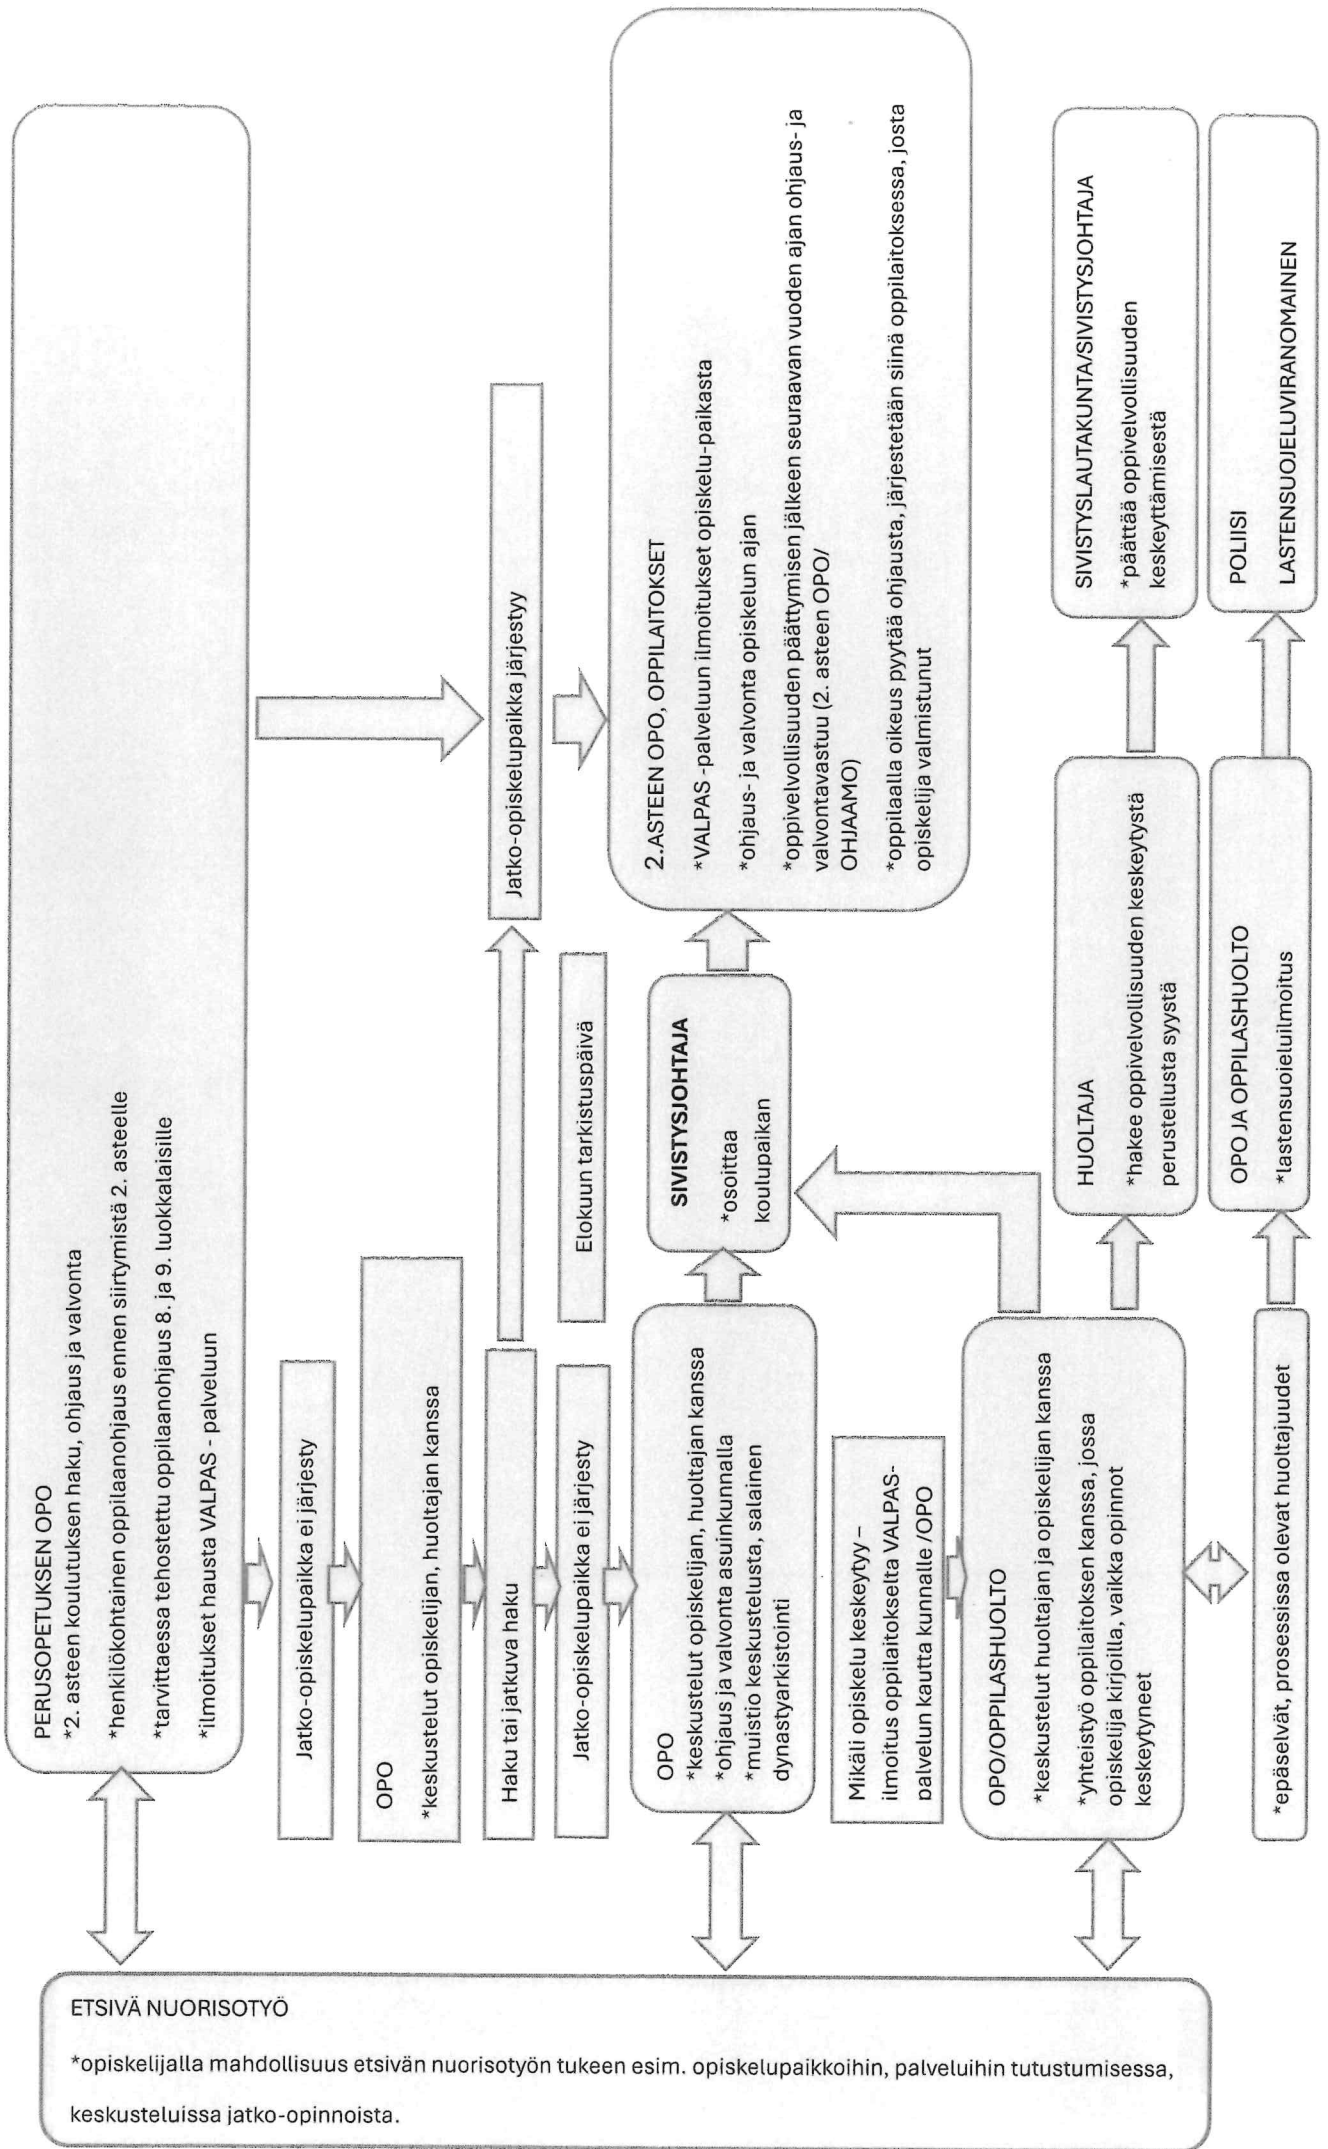 PERUSOPETUKSEN OPO
*2. asteen koulutuksen haku, ohjaus ja valvonta
*henkilökohtainen oppilaanohjaus ennen siirtymistä 2. asteelle
*tarvittaessa tehostettu oppilaanohjaus 8. ja 9. luokkalaisille
*ilmoitukset hausta VALPAS - palveluun
Jatko-opiskelupaikka ei järjesty
OPO
*keskustelut opiskelijan, huoltajan kanssa
Haku tai jatkuva haku
Jatko-opiskelupaikka järjestyy
Jatko-opiskelupaikka ei järjesty
Elokuun tarkistuspäivä
OPO
*keskustelut opiskelijan, huoltajan kanssa
*ohjaus ja valvonta asuinkunnalla
*muistio keskustelusta, salainen
dynastyarkistointi
SIVISTYSJOHTAJA
*osoittaa
koulupaikan
2.ASTEEN OPO, OPPILAITOKSET
*VALPAS -palveluun ilmoitukset opiskelu-paikasta
*ohjaus- ja valvonta opiskelun ajan
*oppivelvollisuuden päättymisen jälkeen seuraavan vuoden ajan ohjaus- ja
valvontavastuu (2. asteen OPO/
OHJAAMO)
*oppilaalla oikeus pyytää ohjausta, järjestetään siinä oppilaitoksessa, josta
opiskelija valmistunut
Mikäli opiskelu keskeytyy –
ilmoitus oppilaitokselta VALPAS-
palvelun kautta kunnalle /OPO
OPO/OPPILASHUOLTO
*keskustelut huoltajan ja opiskelijan kanssa
*yhteistyö oppilaitoksen kanssa, jossa
opiskelija kirjoilla, vaikka opinnot
keskeytyneet
HUOLTAJA
*hakee oppivelvollisuuden keskeytystä
perustellusta syystä
SIVISTYSLAUTAKUNTA/SIVISTYSJOHTAJA
*päättää oppivelvollisuuden
keskeyttämisestä
*epäselvät, prosessissa olevat huoltajuudet
OPO JA OPPILASHUOLTO
*lastensuojeluilmoitus
POLIISI
LASTENSUOJELUVIRANOMAINEN
ETSIVÄ NUORISOTYÖ
*opiskelijalla mahdollisuus etsivän nuorisotyön tukeen esim. opiskelupaikkoihin, palveluihin tutustumisessa,
keskusteluissa jatko-opinnoista.